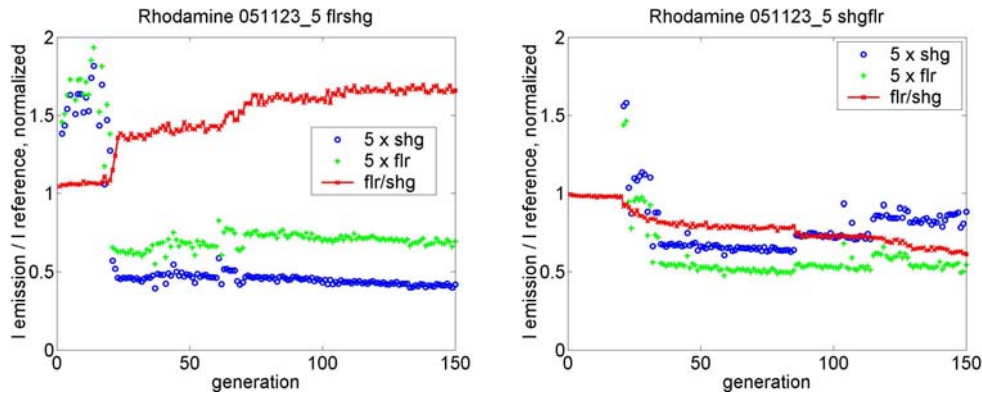 Rhodamine 051123_5 flrshg
I emission / I reference, normalized
2
1.5
1
0.5
0
0
50
100
150
generation
5 x shg
5 x flr
flr/shg
Rhodamine 051123_5 shgflr
I emission / I reference, normalized
2
1.5
1
0.5
0
0
50
100
150
generation
5 x shg
5 x flr
flr/shg